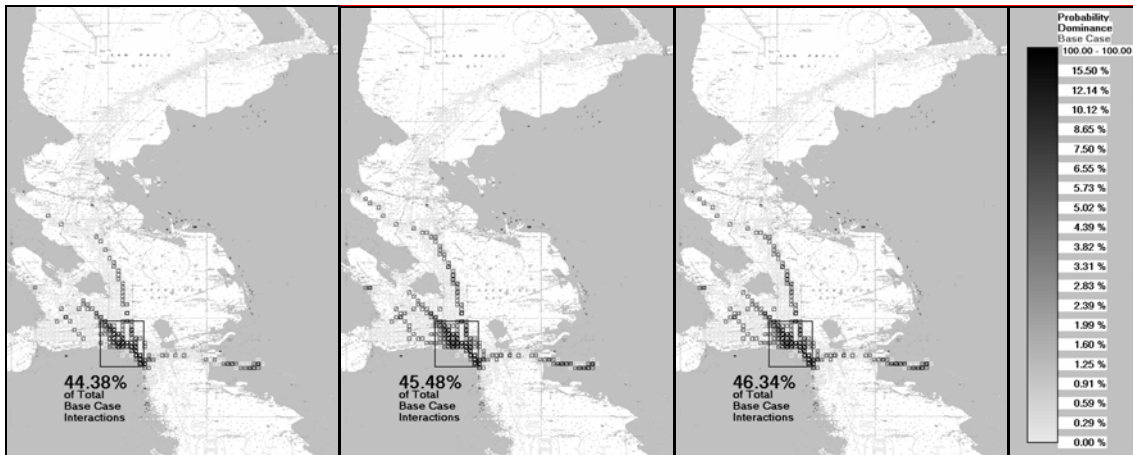 44.38%
of Total
Base Case
Interactions
45.48%
of Total
Base Case
Interactions
46.34%
of Total
Base Case
Interactions
Probability
Dominance
Base Case
100.00 - 100.00
15.50 %
12.14 %
10.12 %
8.65 %
7.50 %
6.55 %
5.73 %
5.02 %
4.39 %
3.82 %
3.31 %
2.83 %
2.39 %
1.99 %
1.60 %
1.25 %
0.91 %
0.59 %
0.29 %
0.00 %